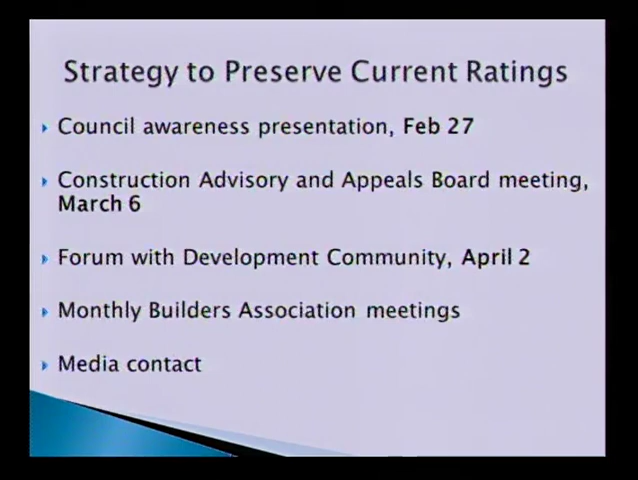 Strategy to Preserve Current Ratings
Council awareness presentation, Feb 27
Construction Advisory and Appeals Board meeting,
March 6
Forum with Development Community, April 2
Monthly Builders Association meetings
Media contact